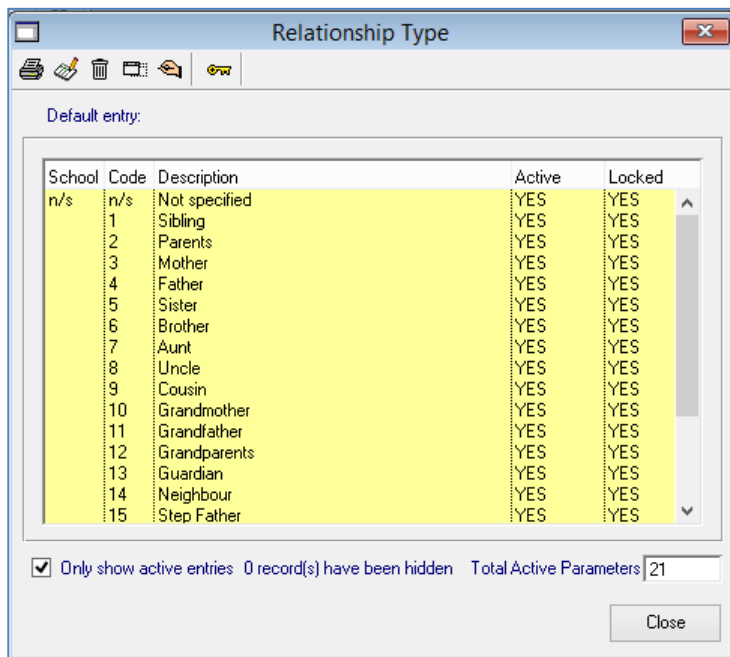 Relationship Type
Default entry:
School Code Description Active Locked
n/s n/s Not specified YES YES
1 Sibling YES YES
2 Parents YES YES
3 Mother YES YES
4 Father YES YES
5 Sister YES YES
6 Brother YES YES
7 Aunt YES YES
8 Uncle YES YES
9 Cousin YES YES
10 Grandmother YES YES
11 Grandfather YES YES
12 Grandparents YES YES
13 Guardian YES YES
14 Neighbour YES YES
15 Step Father YES YES
Only show active entries 0 record(s) have been hidden Total Active Parameters 21
Close